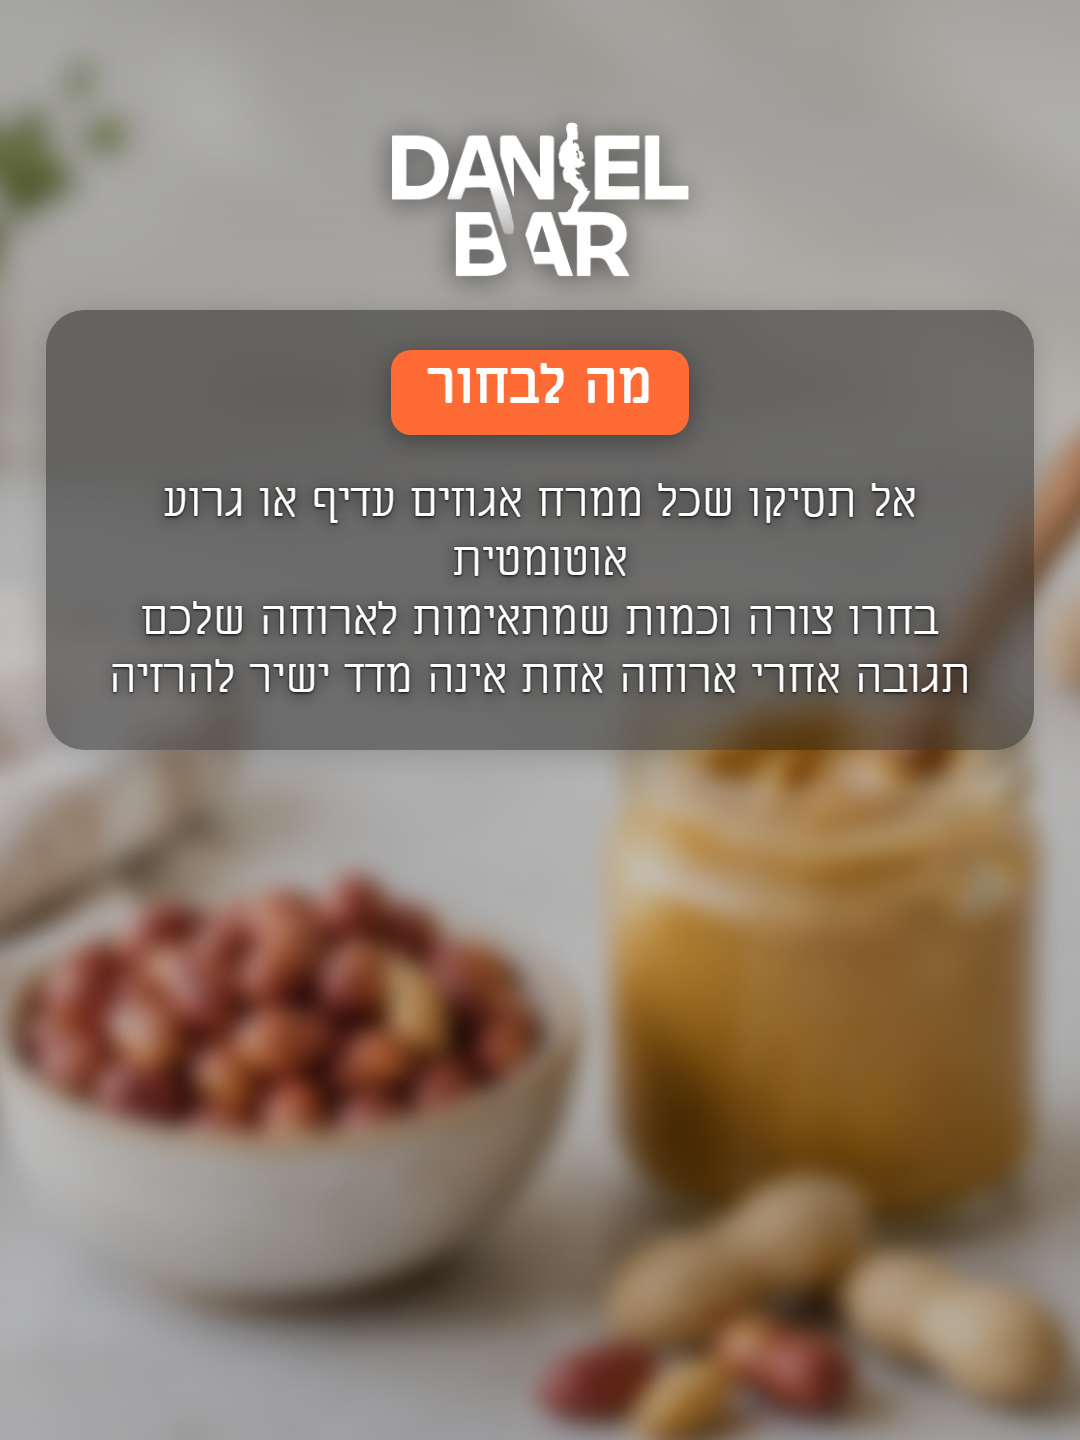 DANIEL
BAR
מה לבחור
אל תסיקו שכל ממרח אגוזים עדיף או גרוע
אוטומטית
בחרו צורה וכמות שמתאימות לארוחה שלכם
תגובה אחרי ארוחה אחת אינה מדד ישיר להרזיה